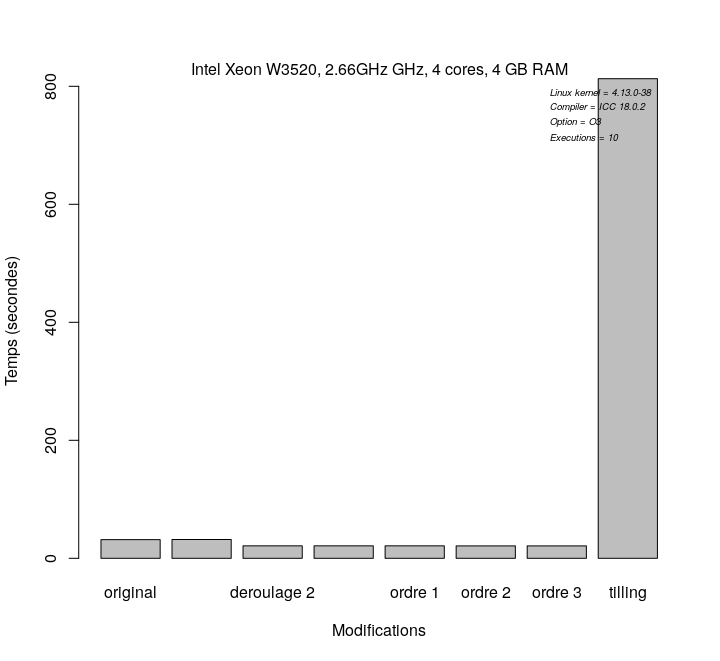 Intel Xeon W3520, 2.66GHz GHz, 4 cores, 4 GB RAM
Linux kernel = 4.13.0-38
Compiler = ICC 18.0.2
Option = O3
Executions = 10
800
600
400
200
0
Temps (secondes)
original deroulage 2 ordre 1 ordre 2 ordre 3 tilling
Modifications